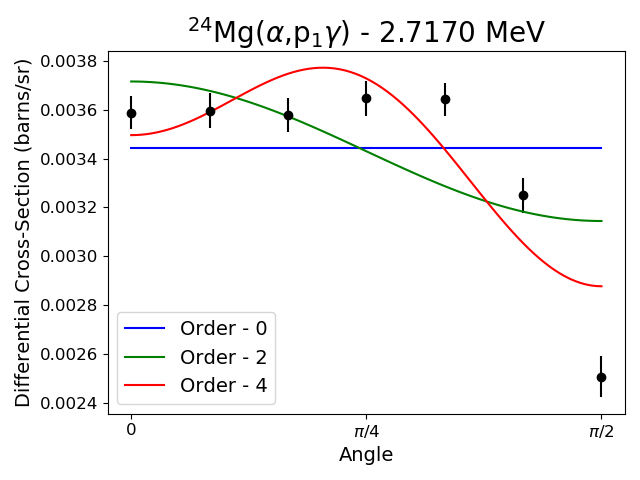 ²⁴Mg(α,p₁γ) - 2.7170 MeV
Differential Cross-Section (barns/sr)
0.0038
0.0036
0.0034
0.0032
0.0030
0.0028
0.0026
0.0024
Order - 0
Order - 2
Order - 4
0
π/4
π/2
Angle